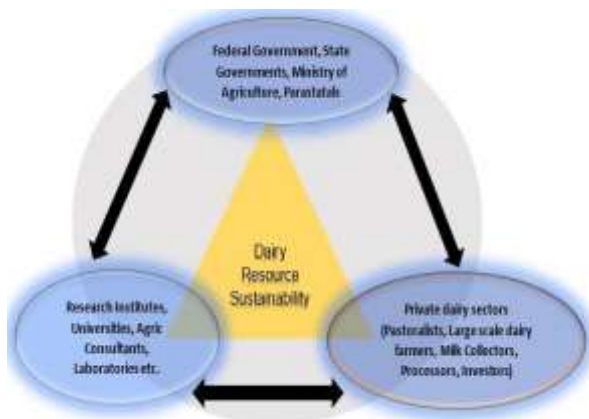 Federal Government, State
Governments, Ministry of
Agriculture, Parastatals
Dairy
Resource
Sustainability
Research Institutes,
Universities, Agric
Consultants,
Laboratories etc.
Private dairy sectors
(Pastoralists, Large scale dairy
farmers, Milk Collectors,
Processors, Investors)